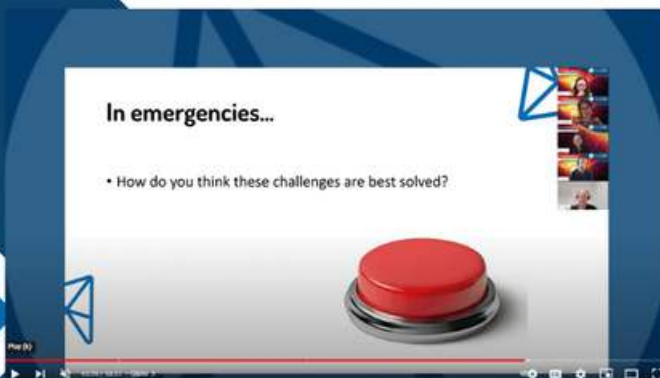 In emergencies...
• How do you think these challenges are best solved?
Play (k)